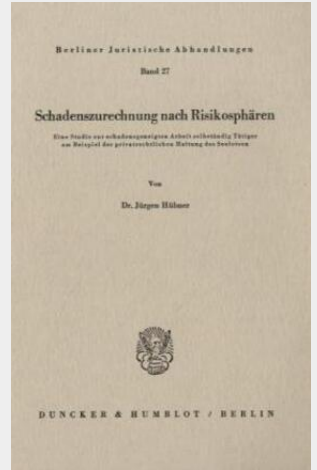 Berliner Juristische Abhandlungen
Band 27
Schadenszurechnung nach Risikosphären
Eine Studie zur schadensgeneigten Arbeit selbständig Tätiger
am Beispiel der privatrechtlichen Haftung des Seelotsen
Von
Dr. Jürgen Hübner
DUNCKER & HUMBLOT / BERLIN